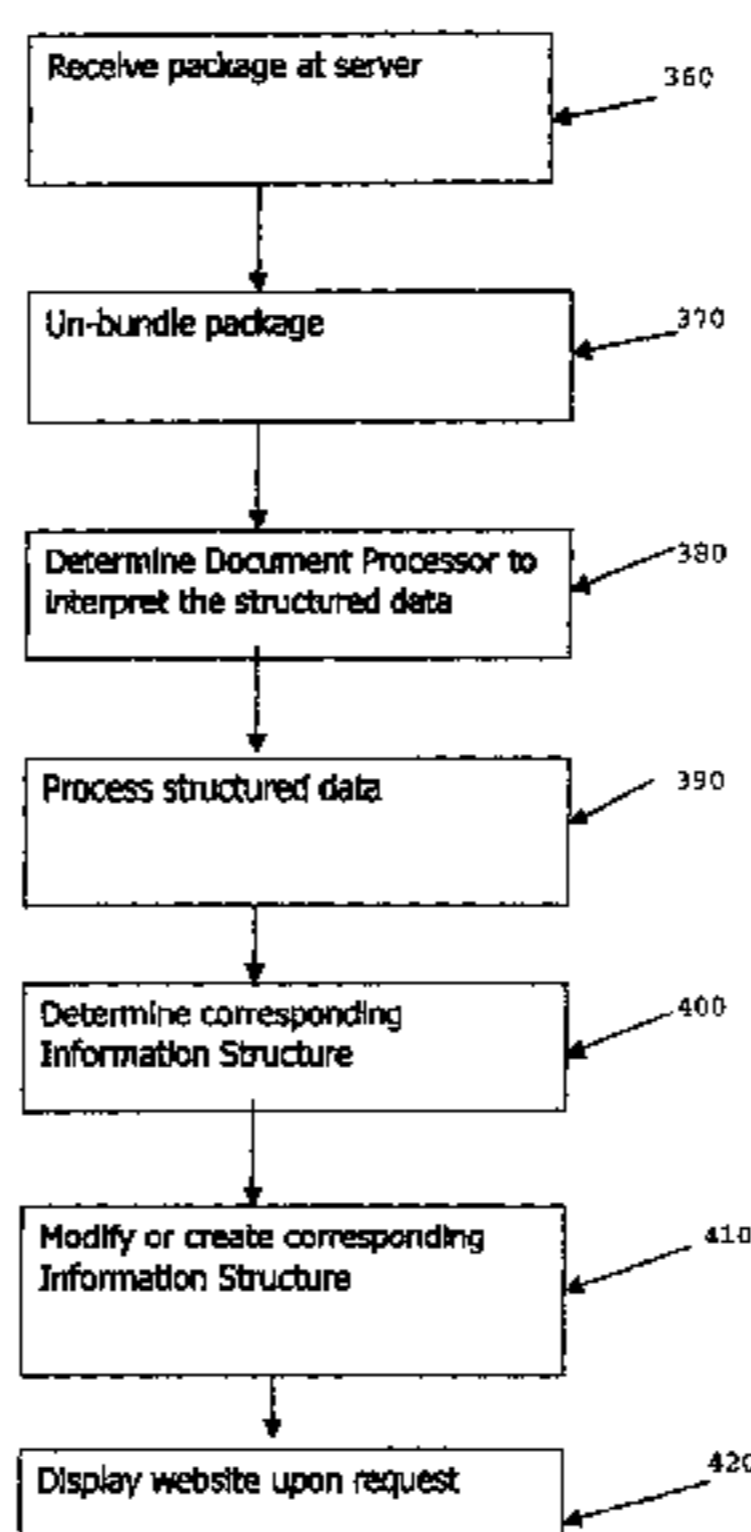 Receive package at server
360
Un-bundle package
370
Determine Document Processor to
interpret the structured data
380
Process structured data
390
Determine corresponding
Information Structure
400
Modify or create corresponding
Information Structure
410
Display website upon request
420